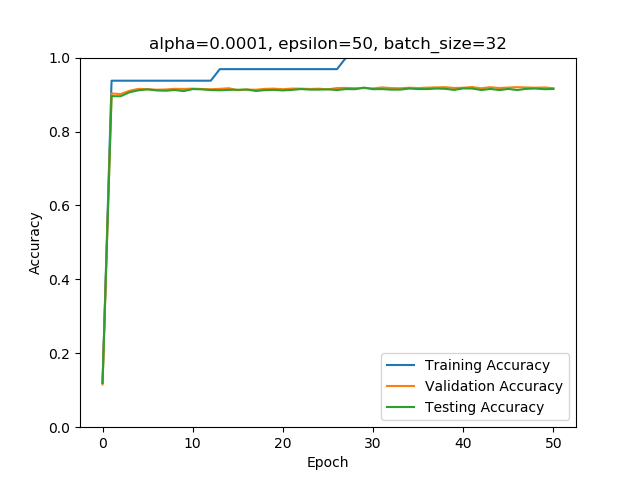 alpha=0.0001, epsilon=50, batch_size=32
1.0
0.8
0.6
0.4
0.2
0.0
Accuracy
Training Accuracy
Validation Accuracy
Testing Accuracy
0 10 20 30 40 50
Epoch